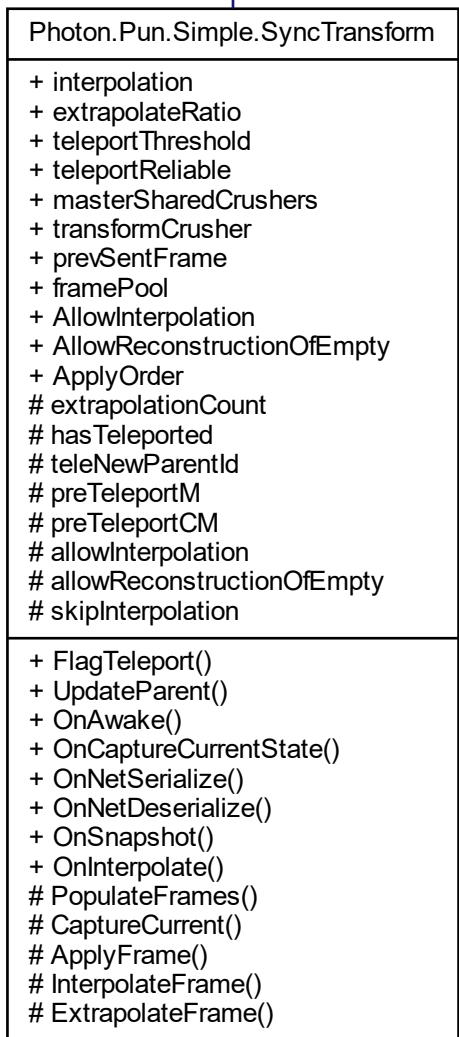 Photon.Pun.Simple.SyncTransform
+ interpolation
+ extrapolateRatio
+ teleportThreshold
+ teleportReliable
+ masterSharedCrushers
+ transformCrusher
+ prevSentFrame
+ framePool
+ AllowInterpolation
+ AllowReconstructionOfEmpty
+ ApplyOrder
# extrapolationCount
# hasTeleported
# teleNewParentId
# preTeleportM
# preTeleportCM
# allowInterpolation
# allowReconstructionOfEmpty
# skipInterpolation
+ FlagTeleport()
+ UpdateParent()
+ OnAwake()
+ OnCaptureCurrentState()
+ OnNetSerialize()
+ OnNetDeserialize()
+ OnSnapshot()
+ OnInterpolate()
# PopulateFrames()
# CaptureCurrent()
# ApplyFrame()
# InterpolateFrame()
# ExtrapolateFrame()